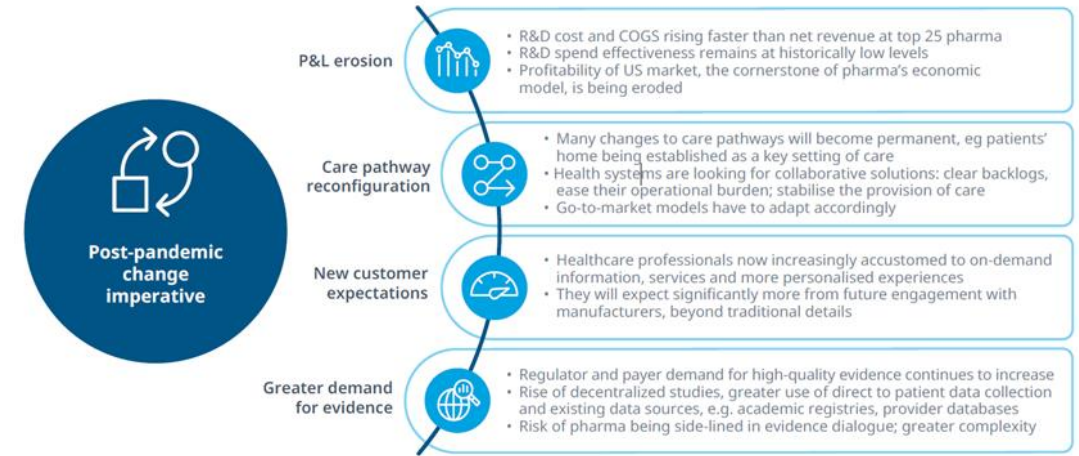 Post-pandemic
change
imperative
P&L erosion
• R&D cost and COGS rising faster than net revenue at top 25 pharma
• R&D spend effectiveness remains at historically low levels
• Profitability of US market, the cornerstone of pharma's economic
model, is being eroded
Care pathway
reconfiguration
• Many changes to care pathways will become permanent, eg patients'
home being established as a key setting of care
• Health systems are looking for collaborative solutions: clear backlogs,
ease their operational burden; stabilise the provision of care
• Go-to-market models have to adapt accordingly
New customer
expectations
• Healthcare professionals now increasingly accustomed to on-demand
information, services and more personalised experiences
• They will expect significantly more from future engagement with
manufacturers, beyond traditional details
Greater demand
for evidence
• Regulator and payer demand for high-quality evidence continues to increase
• Rise of decentralized studies, greater use of direct to patient data collection
and existing data sources, e.g. academic registries, provider databases
• Risk of pharma being side-lined in evidence dialogue; greater complexity